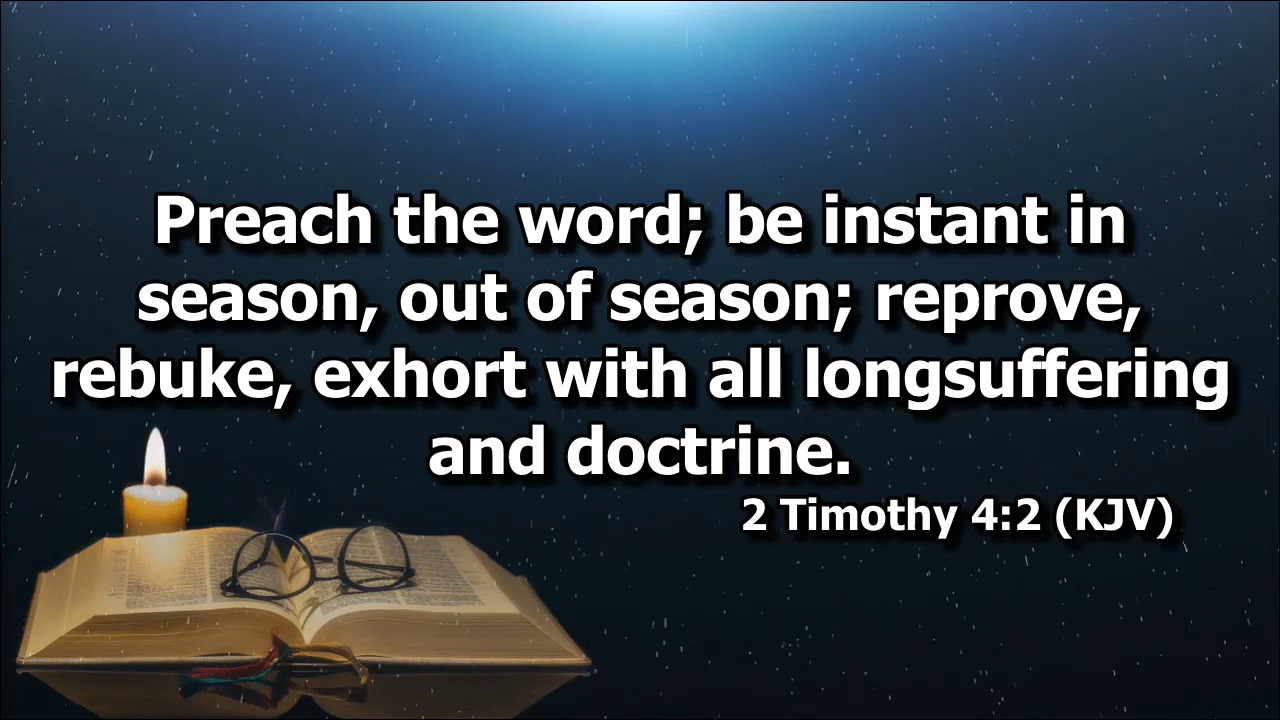 Preach the word; be instant in
season, out of season; reprove,
rebuke, exhort with all longsuffering
and doctrine.
2 Timothy 4:2 (KJV)